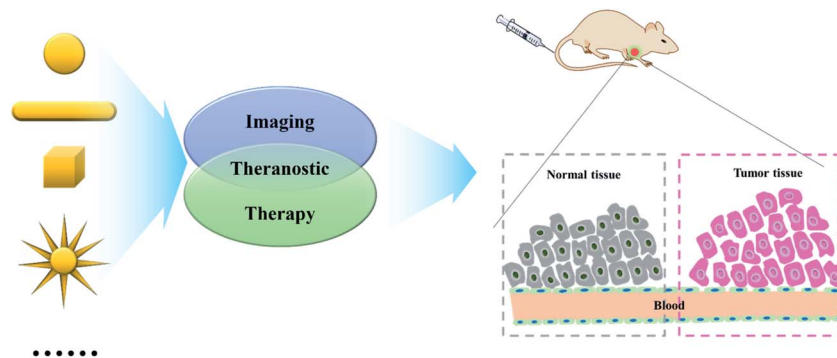 Imaging
Theranostic
Therapy
Normal tissue
Tumor tissue
Blood
......